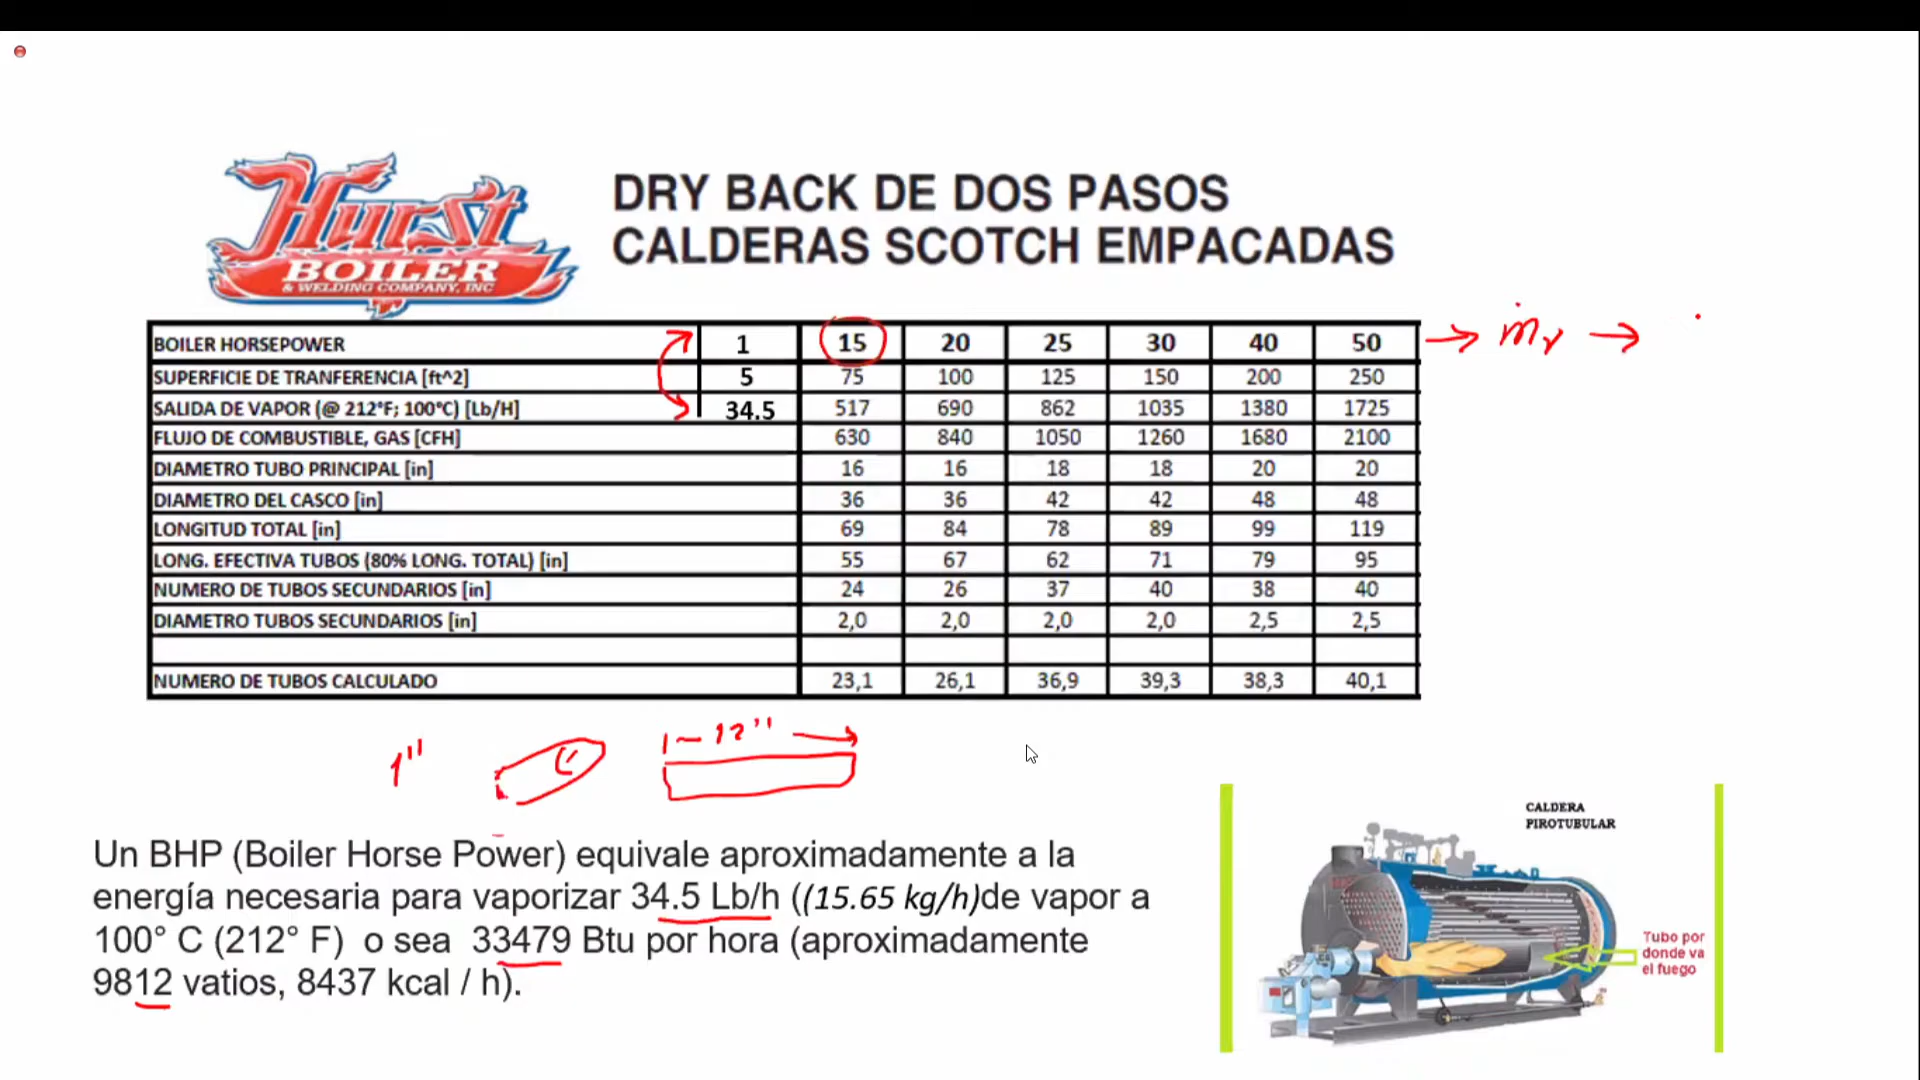 Hurst
BOILER
& WELDING COMPANY, INC
DRY BACK DE DOS PASOS
CALDERAS SCOTCH EMPACADAS
BOILER HORSEPOWER 1 15 20 25 30 40 50
SUPERFICIE DE TRANFERENCIA [ft^2] 5 75 100 125 150 200 250
SALIDA DE VAPOR (@ 212°F; 100°C) [Lb/H] 34.5 517 690 862 1035 1380 1725
FLUJO DE COMBUSTIBLE, GAS [CFH] 630 840 1050 1260 1680 2100
DIAMETRO TUBO PRINCIPAL [in] 16 16 18 18 20 20
DIAMETRO DEL CASCO [in] 36 36 42 42 48 48
LONGITUD TOTAL [in] 69 84 78 89 99 119
LONG. EFECTIVA TUBOS (80% LONG. TOTAL) [in] 55 67 62 71 79 95
NUMERO DE TUBOS SECUNDARIOS [in] 24 26 37 40 38 40
DIAMETRO TUBOS SECUNDARIOS [in] 2,0 2,0 2,0 2,0 2,5 2,5
NUMERO DE TUBOS CALCULADO 23,1 26,1 36,9 39,3 38,3 40,1
1"
12"
Un BHP (Boiler Horse Power) equivale aproximadamente a la
energía necesaria para vaporizar 34.5 Lb/h ((15.65 kg/h)de vapor a
100° C (212° F) o sea 33479 Btu por hora (aproximadamente
9812 vatios, 8437 kcal / h).
CALDERA
PIROTUBULAR
Tubo por
donde va
el fuego